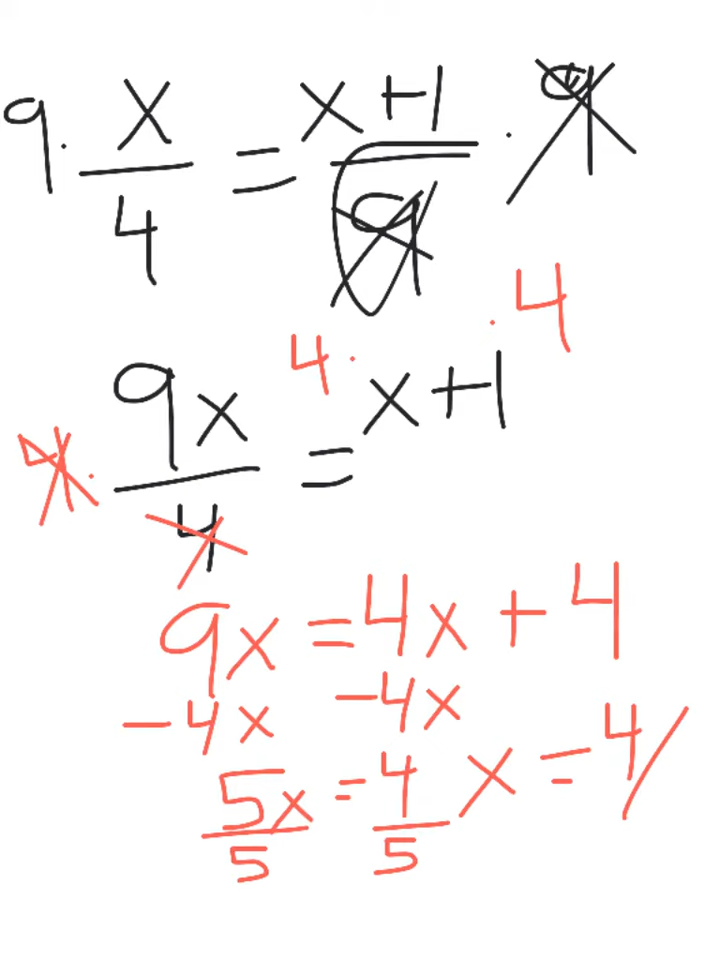 9 · x/4 = x+1/9 · 9
4 · · 4
4 · 9x/4 = x+1
9x = 4x + 4
-4x -4x
5x/5 = 4/5 x = 4/